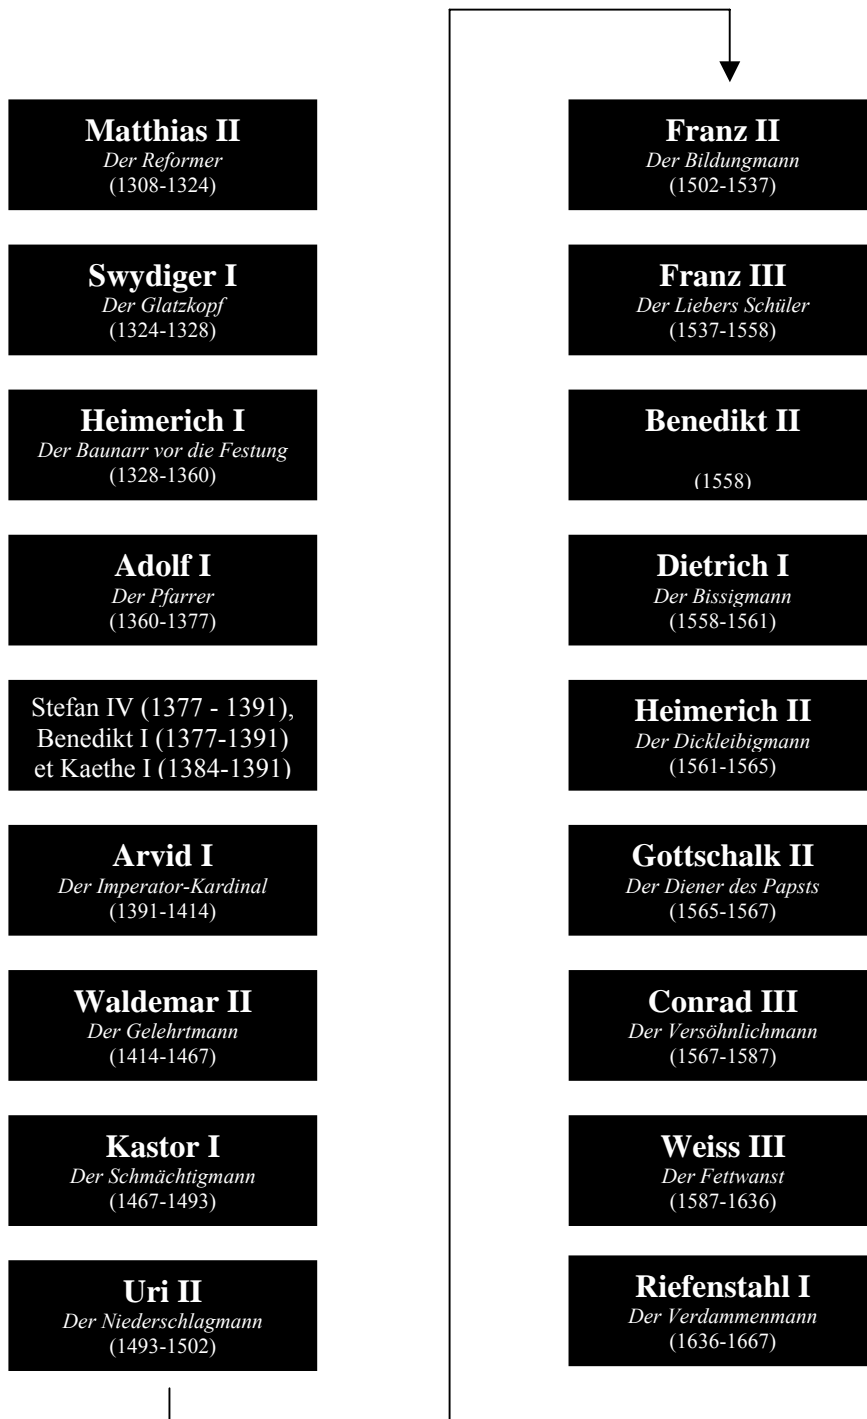 Matthias II
Der Reformer
(1308-1324)
Swydiger I
Der Glatzkopf
(1324-1328)
Heimerich I
Der Baunarr vor die Festung
(1328-1360)
Adolf I
Der Pfarrer
(1360-1377)
Stefan IV (1377 - 1391),
Benedikt I (1377-1391)
et Kaethe I (1384-1391)
Arvid I
Der Imperator-Kardinal
(1391-1414)
Waldemar II
Der Gelehrtmann
(1414-1467)
Kastor I
Der Schmächtigmann
(1467-1493)
Uri II
Der Niederschlagmann
(1493-1502)
Franz II
Der Bildungmann
(1502-1537)
Franz III
Der Liebers Schüler
(1537-1558)
Benedikt II
(1558)
Dietrich I
Der Bissigmann
(1558-1561)
Heimerich II
Der Dickleibigmann
(1561-1565)
Gottschalk II
Der Diener des Papsts
(1565-1567)
Conrad III
Der Versöhnlichmann
(1567-1587)
Weiss III
Der Fettwanst
(1587-1636)
Riefenstahl I
Der Verdammenmann
(1636-1667)